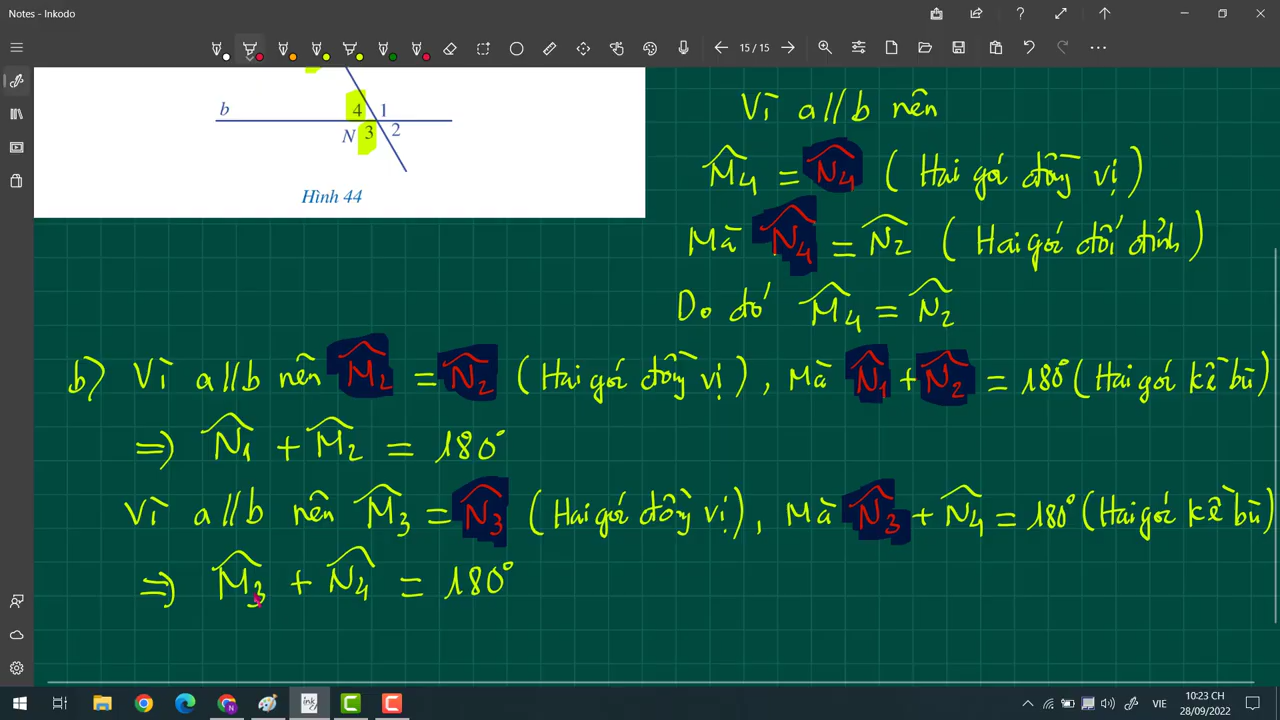 Notes - Inkodo
15/15
b
4
1
N
3
2
Hình 44
Vì a//b nên
M̂4 = N̂4 (Hai góc đồng vị)
Mà N̂4 = N̂2 (Hai góc đối đỉnh)
Do đó M̂4 = N̂2
b) Vì a//b nên M̂2 = N̂2 (Hai góc đồng vị), Mà N̂1 + N̂2 = 180° (Hai góc kề bù)
=> N̂1 + M̂2 = 180°
Vì a//b nên M̂3 = N̂3 (Hai góc đồng vị), Mà N̂3 + N̂4 = 180° (Hai góc kề bù)
=> M̂3 + N̂4 = 180°
VIE
10:23 CH
28/09/2022